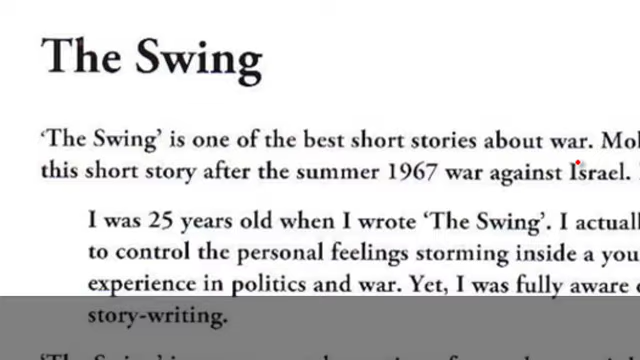 The Swing
'The Swing' is one of the best short stories about war.
this short story after the summer 1967 war against Israel.
I was 25 years old when I wrote 'The Swing'. I
to control the personal feelings storming inside a
experience in politics and war. Yet, I was fully aware
story-writing.